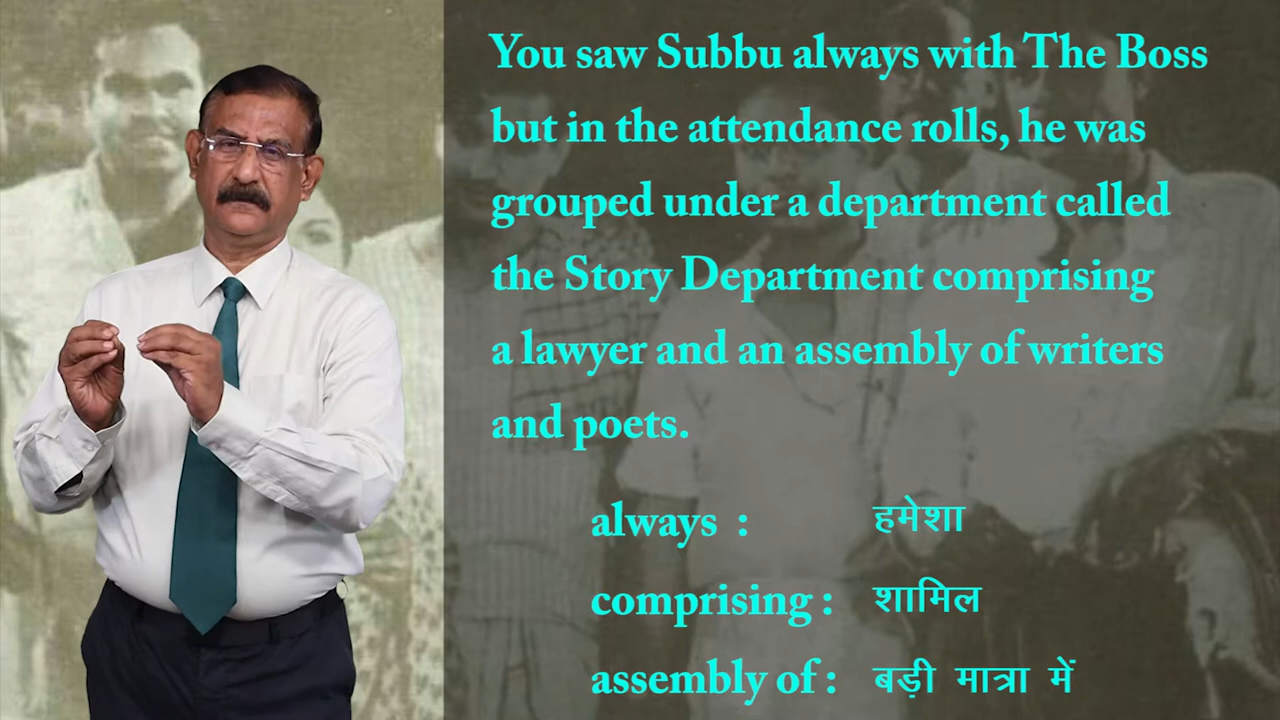 You saw Subbu always with The Boss
but in the attendance rolls, he was
grouped under a department called
the Story Department comprising
a lawyer and an assembly of writers
and poets.
always : हमेशा
comprising : शामिल
assembly of : बड़ी मात्रा में